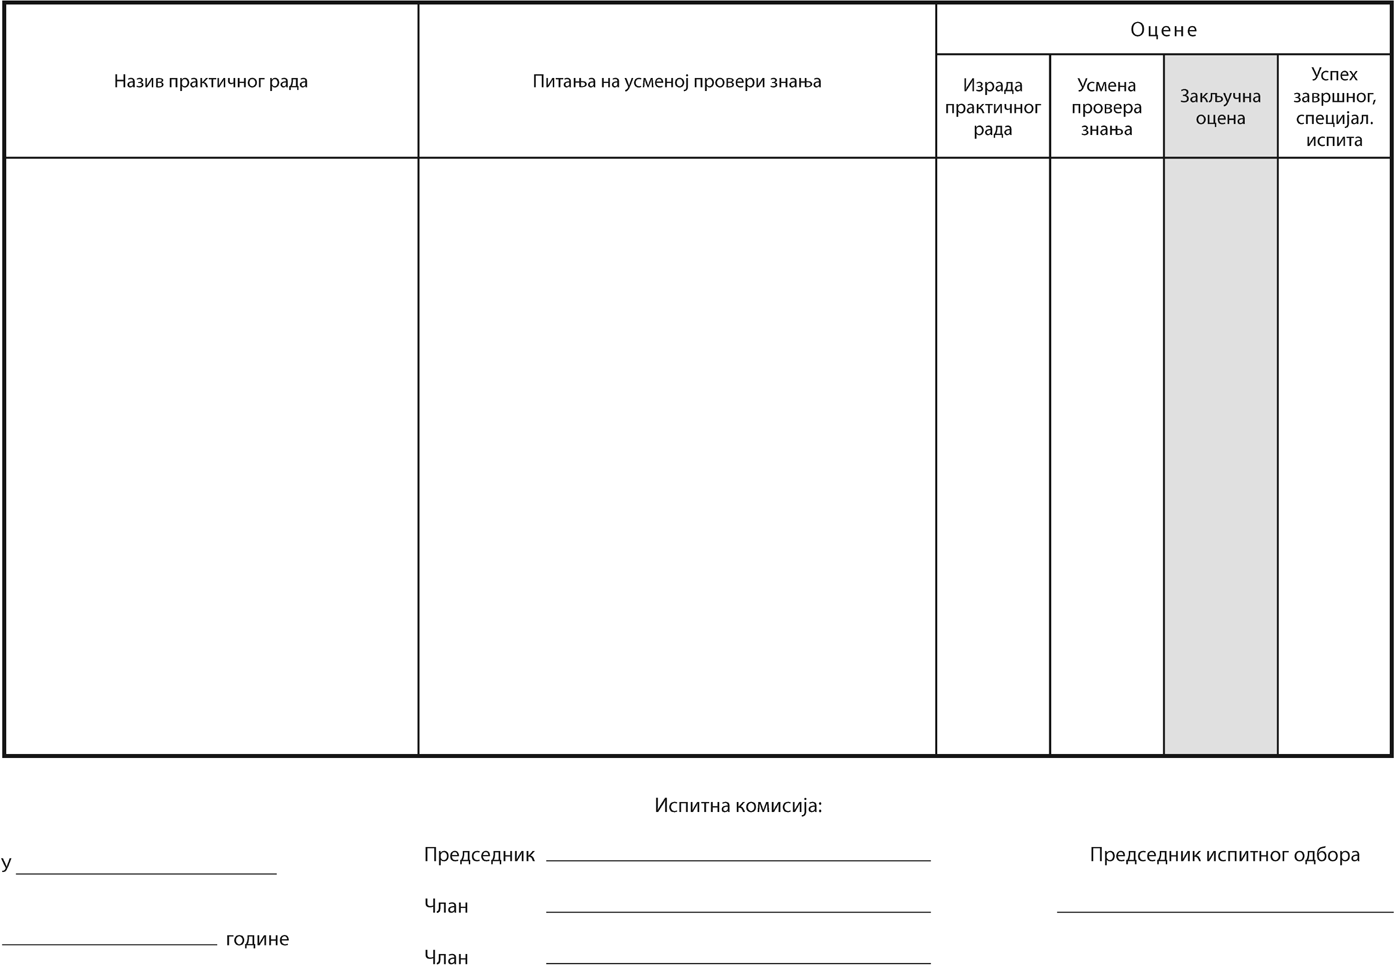 Назив практичног рада
Питања на усменој провери знања
Оцене
Израда
практичног
рада
Усмена
провера
знања
Закључна
оцена
Успех
завршног,
специјал.
испита
Испитна комисија:
У
Председник
Председник испитног одбора
Члан
године
Члан